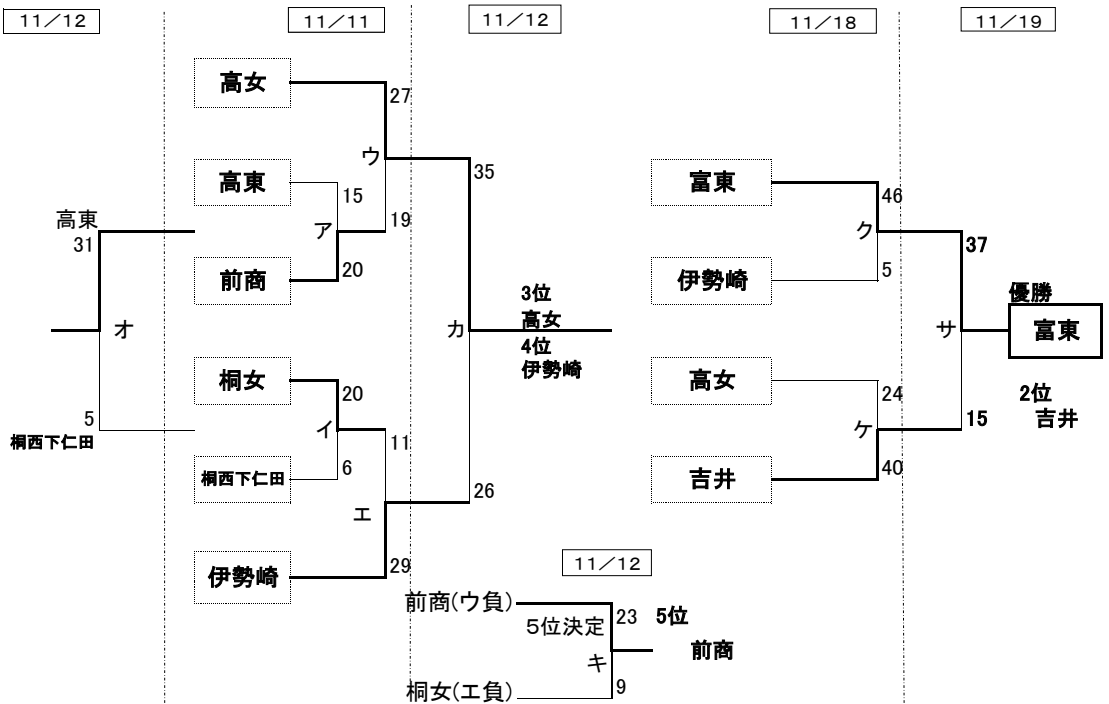 11/12
11/11
11/12
11/18
11/19
高女
27
ウ
35
高東
15
富東
46
高東
31
ア
19
ク
37
前商
20
伊勢崎
5
3位
高女
4位
伊勢崎
優勝
富東
オ
カ
サ
桐女
20
高女
24
2位
吉井
5
桐西下仁田
イ
11
ケ
15
桐西下仁田
6
吉井
40
エ
26
伊勢崎
29
11/12
前商(ウ負)
23
5位
5位決定
前商
キ
桐女(エ負)
9